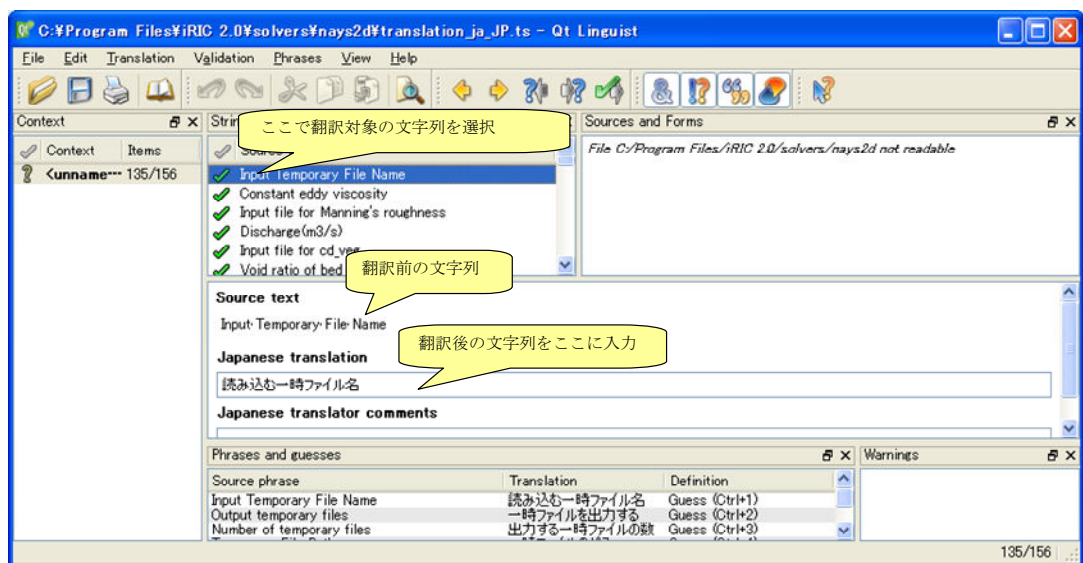 C:¥Program Files¥iRIC 2.0¥solvers¥nays2d¥translation_ja_JP.ts - Qt Linguist
File Edit Translation Validation Phrases View Help
Context
Context Items
<unname··· 135/156
ここで翻訳対象の文字列を選択
Input Temporary File Name
Constant eddy viscosity
Input file for Manning's roughness
Discharge(m3/s)
Input file for cd_veg
Void ratio of bed
Sources and Forms
File C:/Program Files/iRIC 2.0/solvers/nays2d not readable
翻訳前の文字列
Source text
Input·Temporary·File·Name
翻訳後の文字列をここに入力
Japanese translation
読み込む一時ファイル名
Japanese translator comments
Phrases and guesses
Source phrase Translation Definition
Input Temporary File Name 読み込む一時ファイル名 Guess (Ctrl+1)
Output temporary files 一時ファイルを出力する Guess (Ctrl+2)
Number of temporary files 出力する一時ファイルの数 Guess (Ctrl+3)
Warnings
135/156